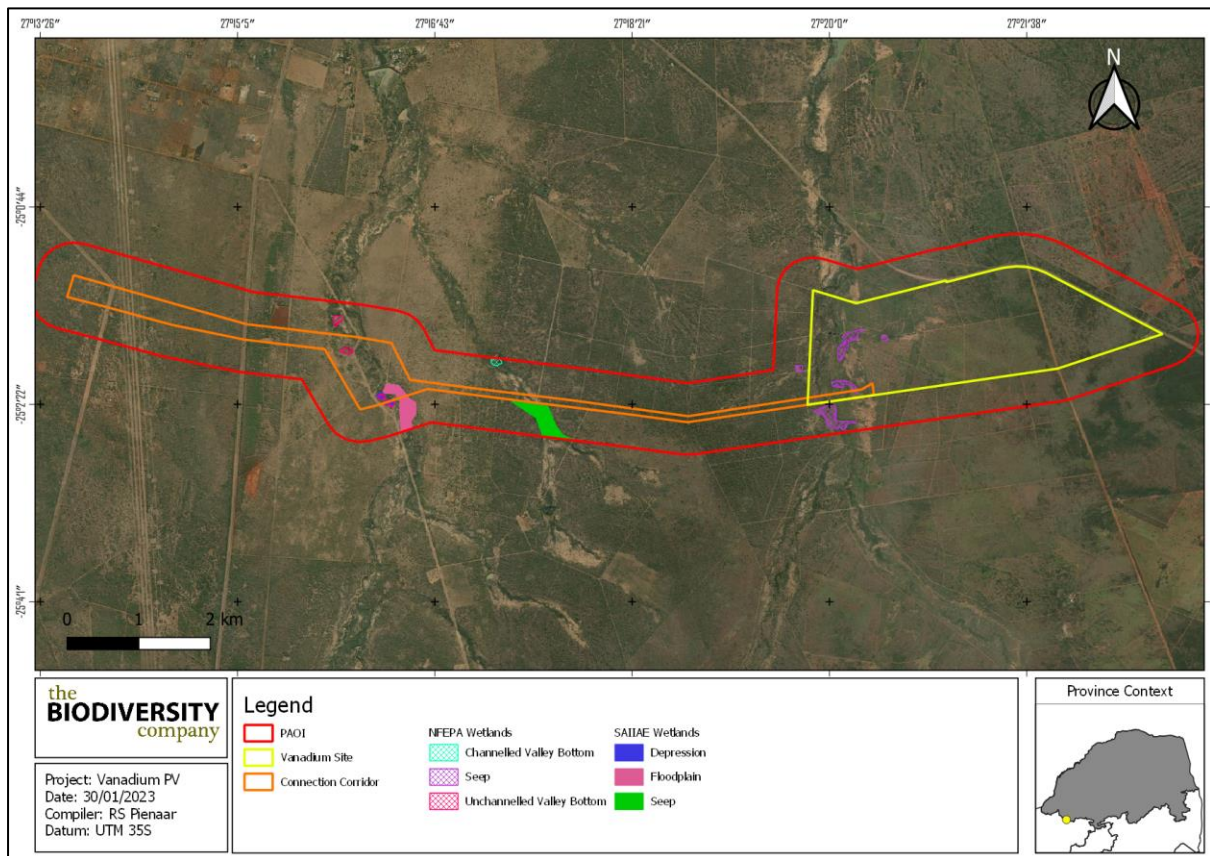 27°13'26" 27°15'5" 27°16'43" 27°18'21" 27°20'0" 27°21'38"
N
-25°0'44"
-25°2'22"
-25°4'1"
0 1 2 km
the
BIODIVERSITY
company
Project: Vanadium PV
Date: 30/01/2023
Compiler: RS Pienaar
Datum: UTM 35S
Legend
PAOI
Vanadium Site
Connection Corridor
NFEPA Wetlands
Channelled Valley Bottom
Seep
Unchannelled Valley Bottom
SAIIAE Wetlands
Depression
Floodplain
Seep
Province Context